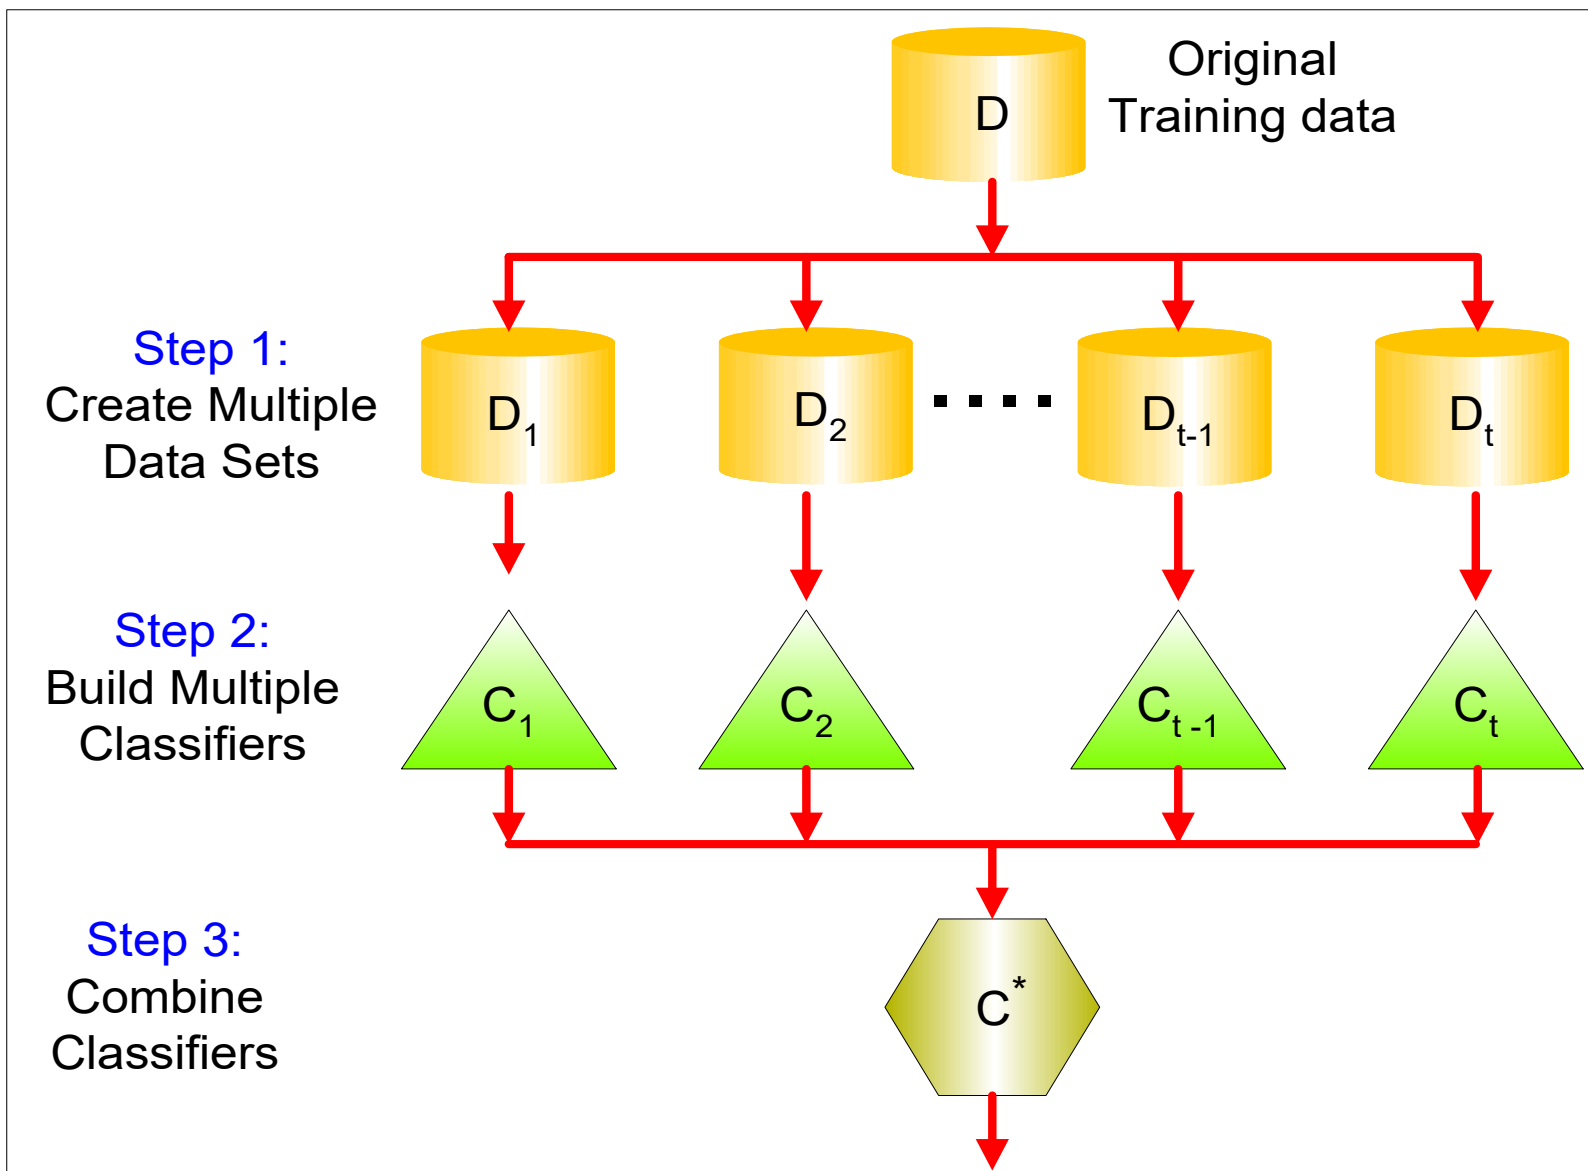 Original
Training data
D
Step 1:
Create Multiple
Data Sets
D₁ D₂ Dₜ₋₁ Dₜ
Step 2:
Build Multiple
Classifiers
C₁ C₂ Cₜ ₋₁ Cₜ
Step 3:
Combine
Classifiers
C*